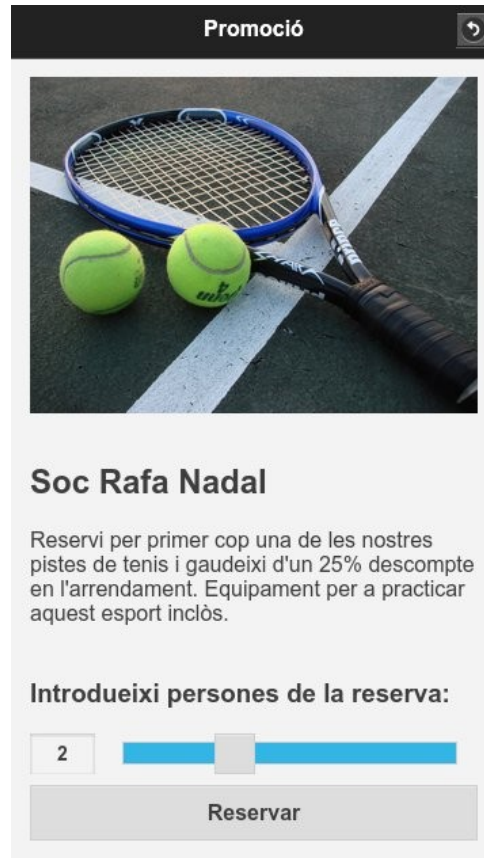 Promoció
Soc Rafa Nadal
Reservi per primer cop una de les nostres
pistes de tenis i gaudeixi d'un 25% descompte
en l'arrendament. Equipament per a practicar
aquest esport inclòs.
Introdueixi persones de la reserva:
2
Reservar